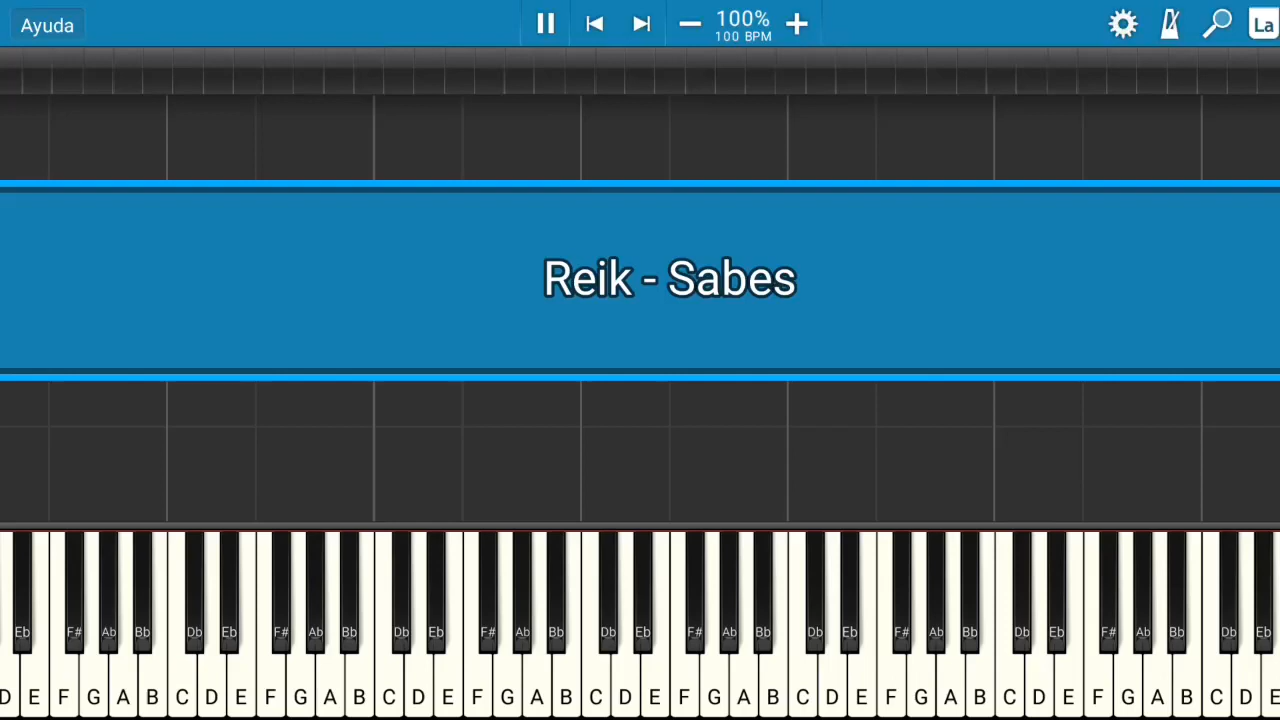 Ayuda
100%
100 BPM
La
Reik - Sabes
Eb F# Ab Bb Db Eb F# Ab Bb Db Eb F# Ab Bb Db Eb F# Ab Bb Db Eb F# Ab Bb Db Eb F# Ab Bb Db Eb
D E F G A B C D E F G A B C D E F G A B C D E F G A B C D E F G A B C D E F G A B C D E